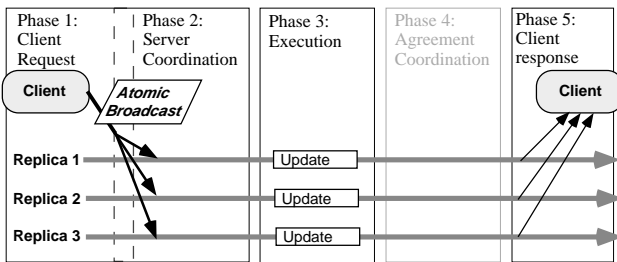 Phase 1:
Client
Request
Phase 2:
Server
Coordination
Phase 3:
Execution
Phase 4:
Agreement
Coordination
Phase 5:
Client
response
Client
Atomic
Broadcast
Client
Replica 1
Update
Replica 2
Update
Replica 3
Update